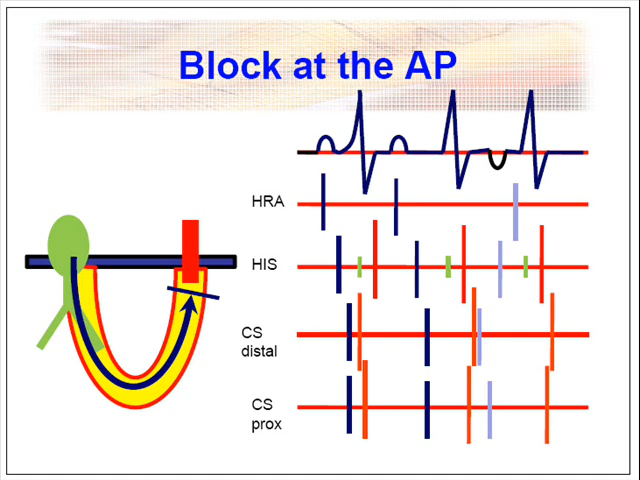 Block at the AP
HRA
HIS
CS
distal
CS
prox